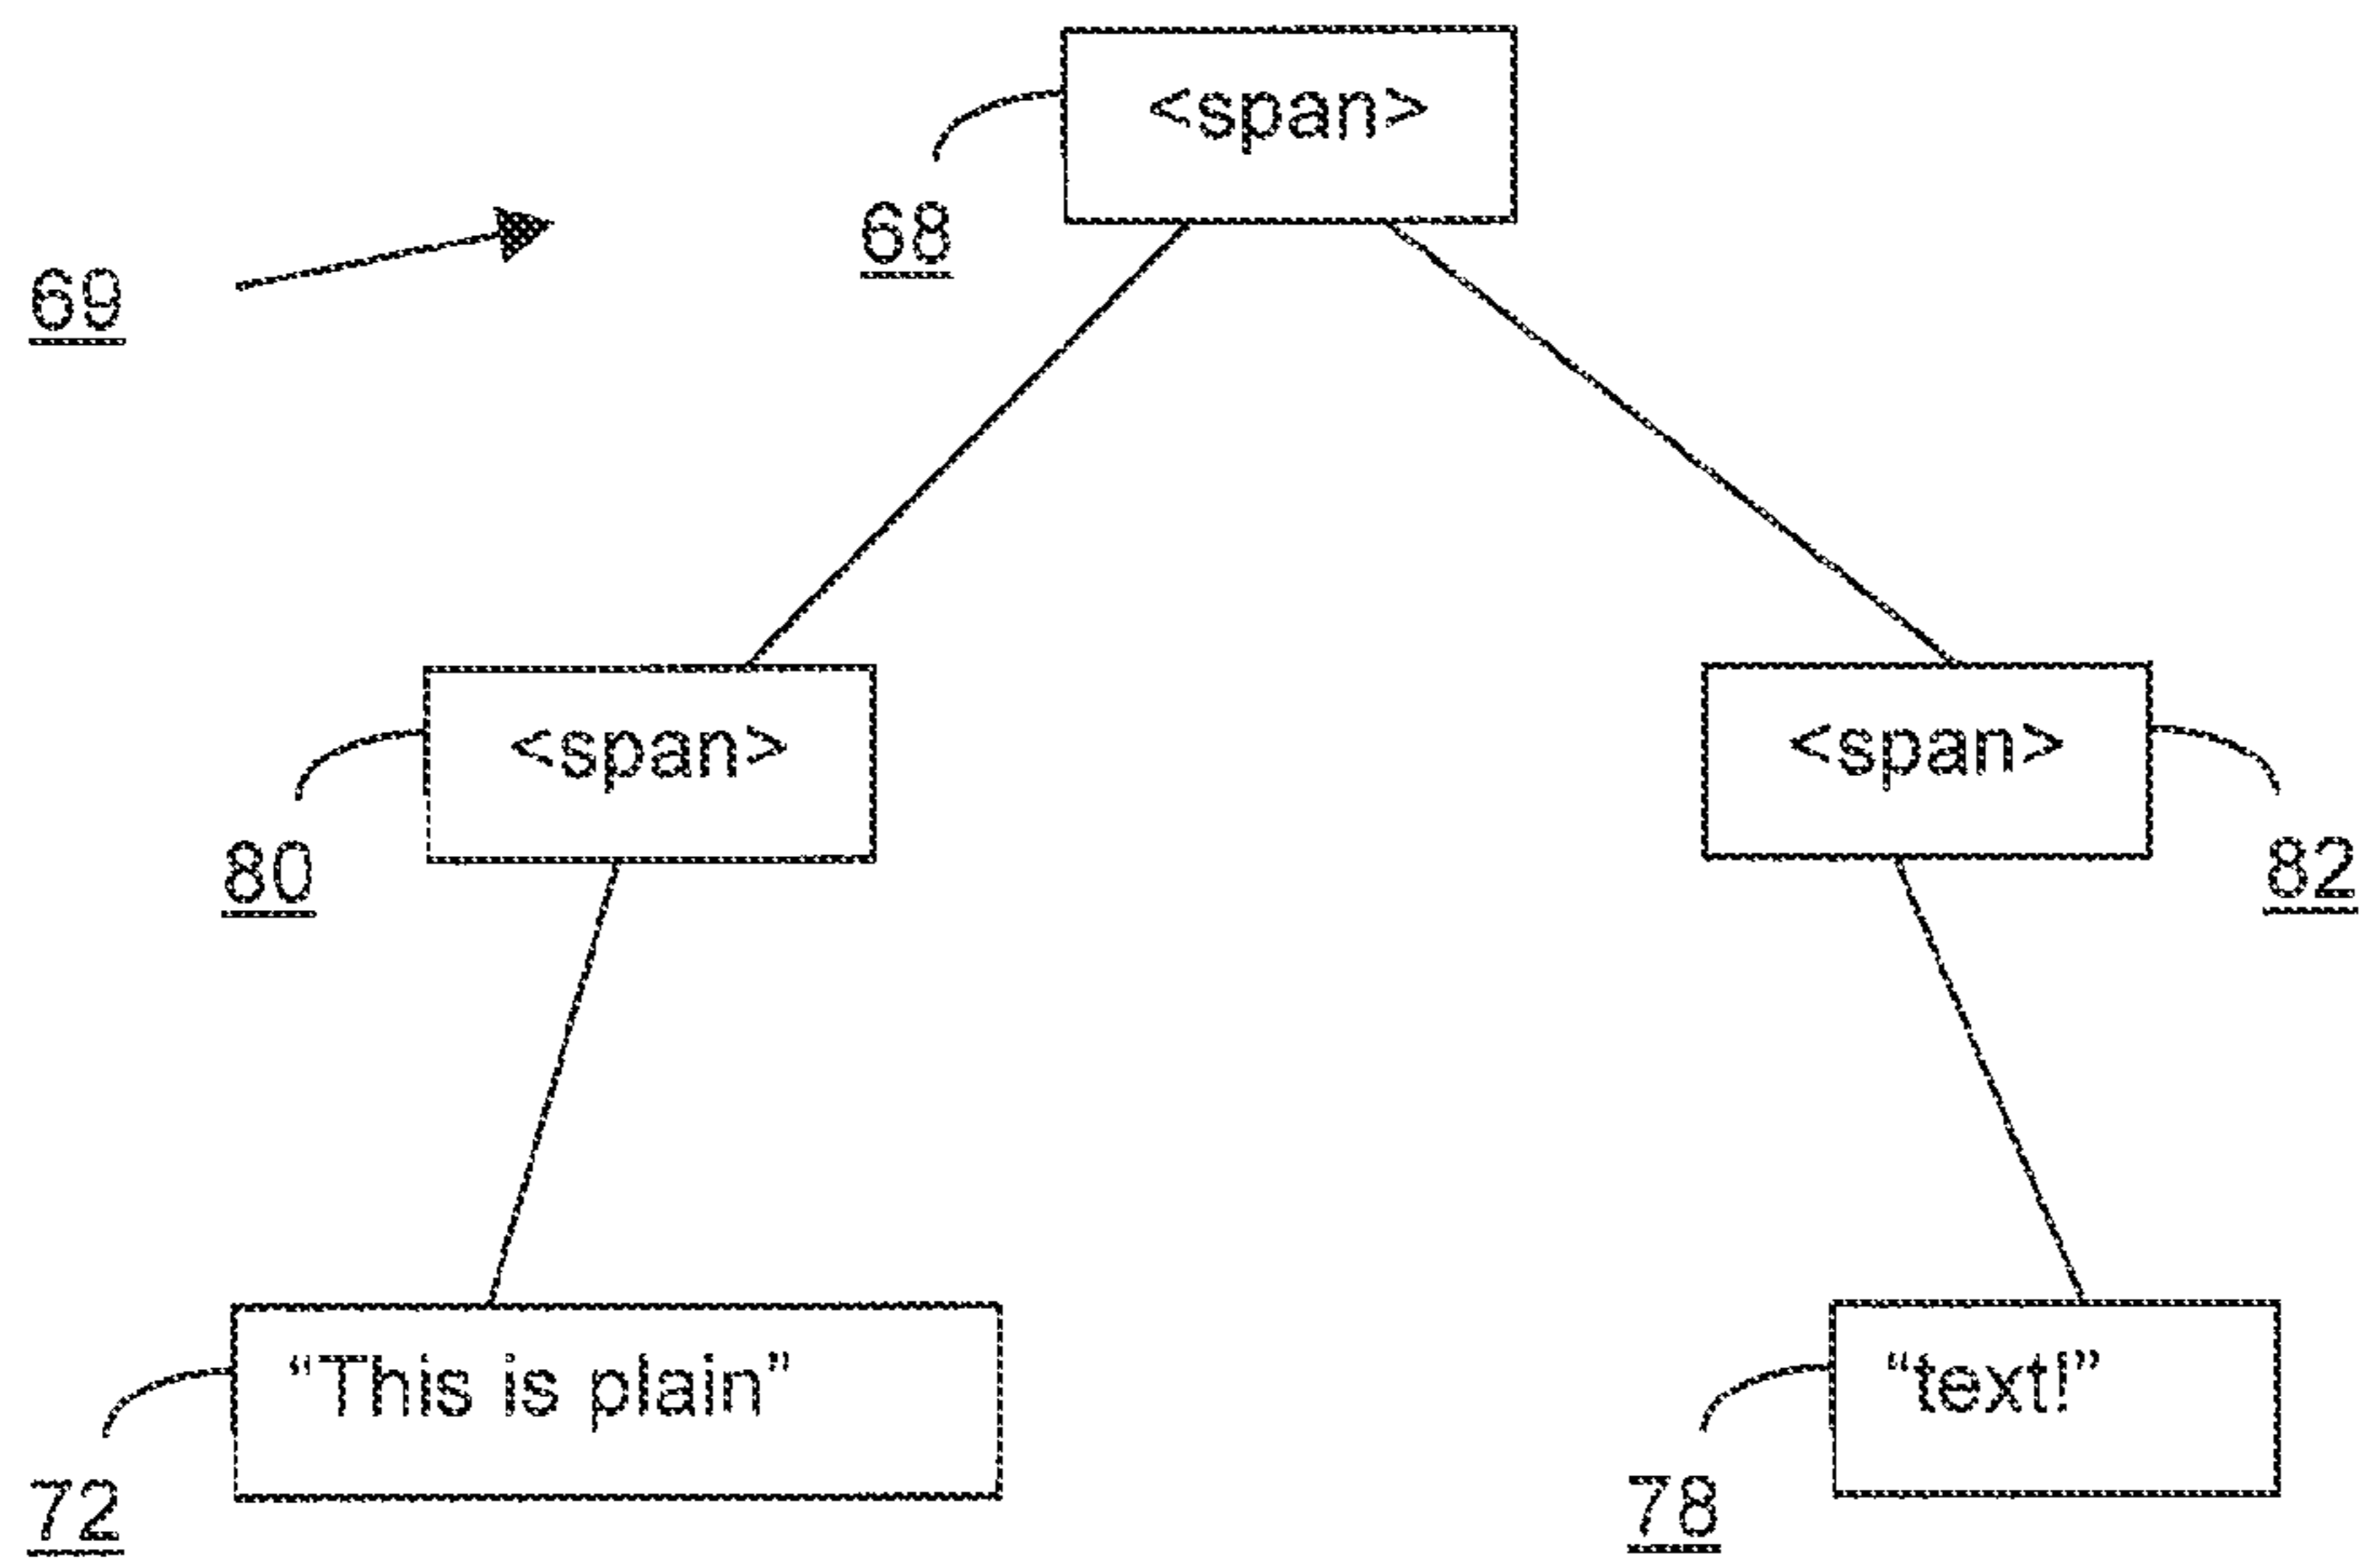 <span>
68
69
<span>
<span>
80
82
“This is plain”
“text!”
72
78